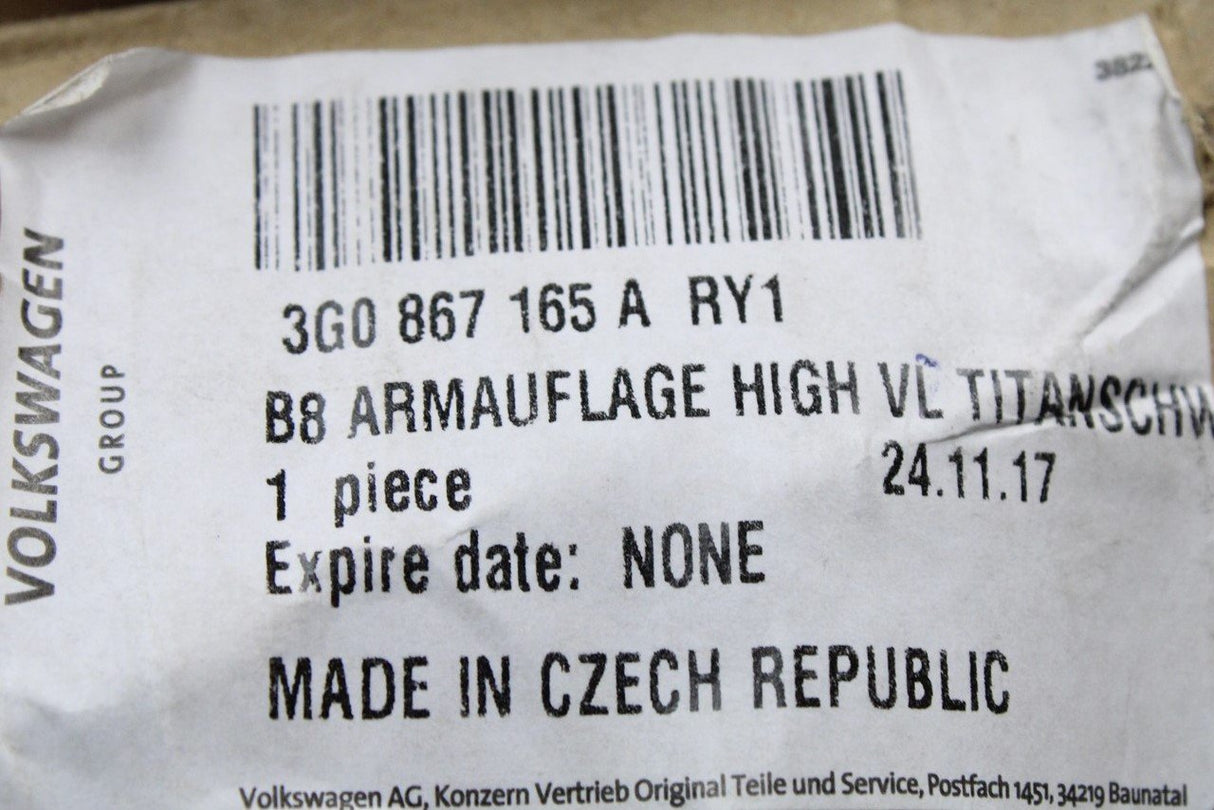 382
3G0 867 165 A RY1
B8 ARMAUFLAGE HIGH VL TITANSCHW
1 piece
24.11.17
Expire date: NONE
MADE IN CZECH REPUBLIC
Volkswagen AG, Konzern Vertrieb Original Teile und Service, Postfach 1451, 34219 Baunatal
VOLKSWAGEN
GROUP